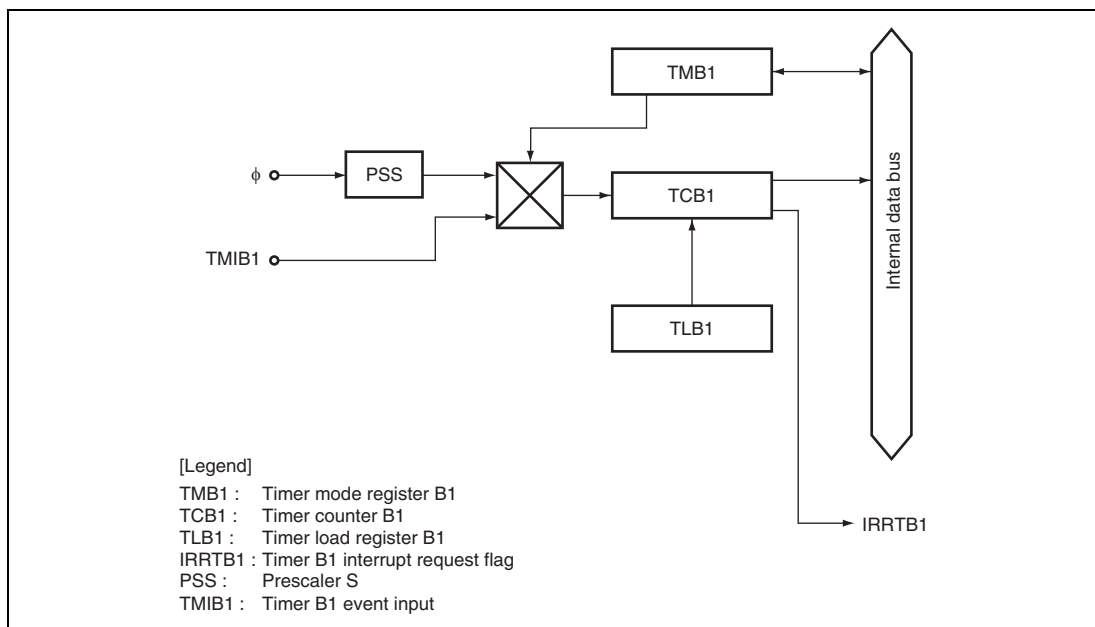 TMB1
ϕ
PSS
TCB1
TMIB1
TLB1
Internal data bus
IRRTB1
[Legend]
TMB1 : Timer mode register B1
TCB1 : Timer counter B1
TLB1 : Timer load register B1
IRRTB1 : Timer B1 interrupt request flag
PSS : Prescaler S
TMIB1 : Timer B1 event input